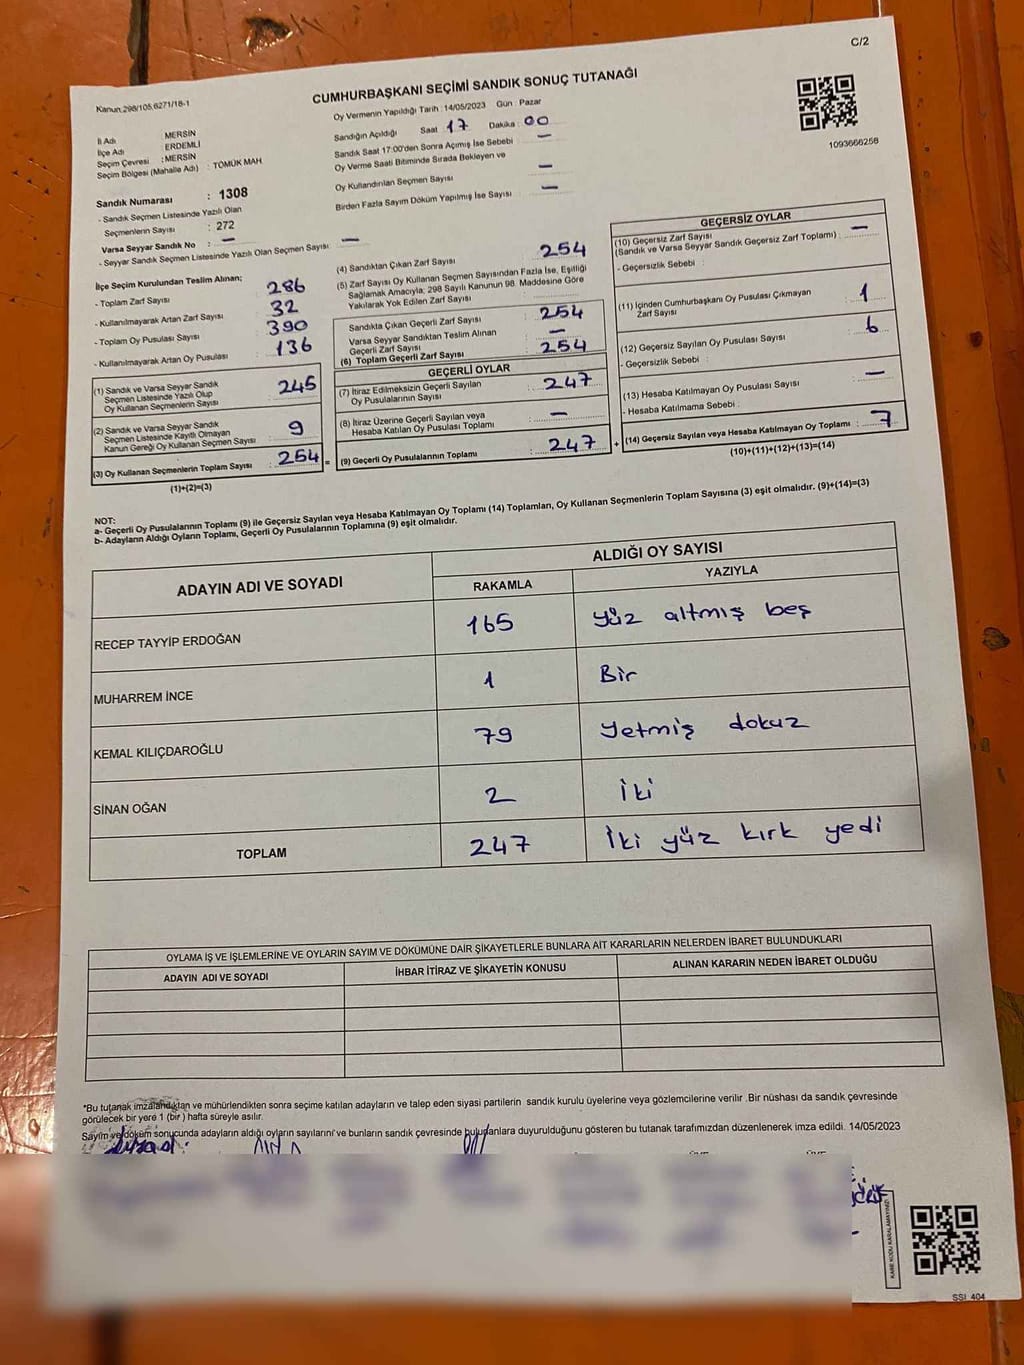 C/2
Kanun:298/105,6271/18-1
CUMHURBAŞKANI SEÇİMİ SANDIK SONUÇ TUTANAĞI
Oy Vermenin Yapıldığı Tarih : 14/05/2023 Gün : Pazar
İl Adı : MERSİN
İlçe Adı : ERDEMLİ
Seçim Çevresi : MERSİN
Seçim Bölgesi (Mahalle Adı) : TÖMÜK MAH
Sandığın Açıldığı Saat 17 Dakika 00
Sandık Saat 17:00'den Sonra Açımış İse Sebebi : —
Oy Verme Saati Bitiminde Sırada Bekleyen ve
Oy Kullandırılan Seçmen Sayısı : —
Birden Fazla Sayım Döküm Yapılmış İse Sayısı : —
1093666258
Sandık Numarası : 1308
- Sandık Seçmen Listesinde Yazılı Olan
Seçmenlerin Sayısı : 272
Varsa Seyyar Sandık No : —
- Seyyar Sandık Seçmen Listesinde Yazılı Olan Seçmen Sayısı : —
İlçe Seçim Kurulundan Teslim Alınan;
- Toplam Zarf Sayısı : 286
- Kullanılmayarak Artan Zarf Sayısı : 32
- Toplam Oy Pusulası Sayısı : 390
- Kullanılmayarak Artan Oy Pusulası : 136
(1) Sandık ve Varsa Seyyar Sandık
Seçmen Listesinde Yazılı Olup
Oy Kullanan Seçmenlerin Sayısı : 245
(2) Sandık ve Varsa Seyyar Sandık
Seçmen Listesinde Kayıtlı Olmayan
Kanun Gereği Oy Kullanan Seçmen Sayısı : 9
(3) Oy Kullanan Seçmenlerin Toplam Sayısı : 254 =
(1)+(2)=(3)
(4) Sandıktan Çıkan Zarf Sayısı : 254
(5) Zarf Sayısı Oy Kullanan Seçmen Sayısından Fazla İse, Eşitliği
Sağlamak Amacıyla; 298 Sayılı Kanunun 98. Maddesine Göre
Yakılarak Yok Edilen Zarf Sayısı :
Sandıkta Çıkan Geçerli Zarf Sayısı : 254
Varsa Seyyar Sandıktan Teslim Alınan
Geçerli Zarf Sayısı : —
(6) Toplam Geçerli Zarf Sayısı : 254
GEÇERLİ OYLAR
(7) İtiraz Edilmeksizin Geçerli Sayılan
Oy Pusulalarının Sayısı : 247
(8) İtiraz Üzerine Geçerli Sayılan veya
Hesaba Katılan Oy Pusulası Toplamı : —
(9) Geçerli Oy Pusulalarının Toplamı : 247 +
GEÇERSİZ OYLAR
(10) Geçersiz Zarf Sayısı
(Sandık ve Varsa Seyyar Sandık Geçersiz Zarf Toplamı) : —
- Geçersizlik Sebebi :
(11) İçinden Cumhurbaşkanı Oy Pusulası Çıkmayan
Zarf Sayısı : 1
(12) Geçersiz Sayılan Oy Pusulası Sayısı : 6
- Geçersizlik Sebebi :
(13) Hesaba Katılmayan Oy Pusulası Sayısı : —
- Hesaba Katılmama Sebebi :
(14) Geçersiz Sayılan veya Hesaba Katılmayan Oy Toplamı : 7
(10)+(11)+(12)+(13)=(14)
NOT:
a- Geçerli Oy Pusulalarının Toplamı (9) ile Geçersiz Sayılan veya Hesaba Katılmayan Oy Toplamı (14) Toplamları, Oy Kullanan Seçmenlerin Toplam Sayısına (3) eşit olmalıdır. (9)+(14)=(3)
b- Adayların Aldığı Oyların Toplamı, Geçerli Oy Pusulalarının Toplamına (9) eşit olmalıdır.
ADAYIN ADI VE SOYADI ALDIĞI OY SAYISI
RAKAMLA YAZIYLA
RECEP TAYYİP ERDOĞAN 165 Yüz altmış beş
MUHARREM İNCE 1 Bir
KEMAL KILIÇDAROĞLU 79 Yetmiş dokuz
SİNAN OĞAN 2 İki
TOPLAM 247 İki yüz kırk yedi
OYLAMA İŞ VE İŞLEMLERİNE VE OYLARIN SAYIM VE DÖKÜMÜNE DAİR ŞİKAYETLERLE BUNLARA AİT KARARLARIN NELERDEN İBARET BULUNDUKLARI
ADAYIN ADI VE SOYADI İHBAR İTİRAZ VE ŞİKAYETİN KONUSU ALINAN KARARIN NEDEN İBARET OLDUĞU
*Bu tutanak imzalandıktan ve mühürlendikten sonra seçime katılan adayların ve talep eden siyasi partilerin sandık kurulu üyelerine veya gözlemcilerine verilir .Bir nüshası da sandık çevresinde
görülecek bir yere 1 (bir ) hafta süreyle asılır.
Sayım ve döküm sonucunda adayların aldığı oyların sayılarını ve bunların sandık çevresinde bulunanlara duyurulduğunu gösteren bu tutanak tarafımızdan düzenlenerek imza edildi. 14/05/2023
KARE KODU KARALAMAYINIZ!
SSI_404